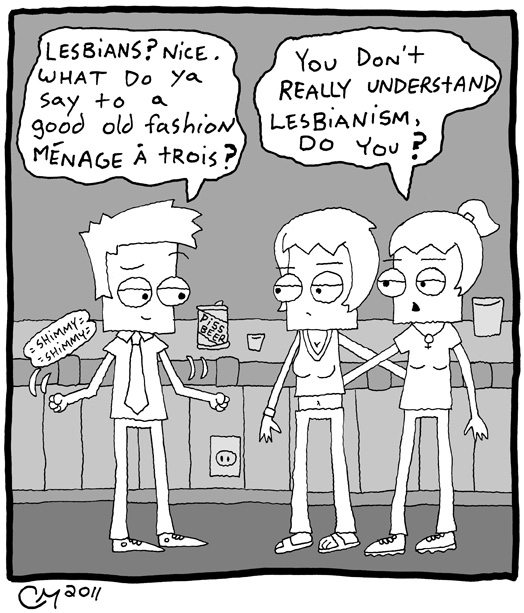 LESBIANS? NICE.
WHAT DO YA
SAY tO a
good old fashion
MÉNAGE À tROIS?
YOU DON't
REALLY UNDERStAND
LESBIANISM,
DO YOU?
=SHIMMY=
=SHIMMY=
PISS
BEER
CM 2011